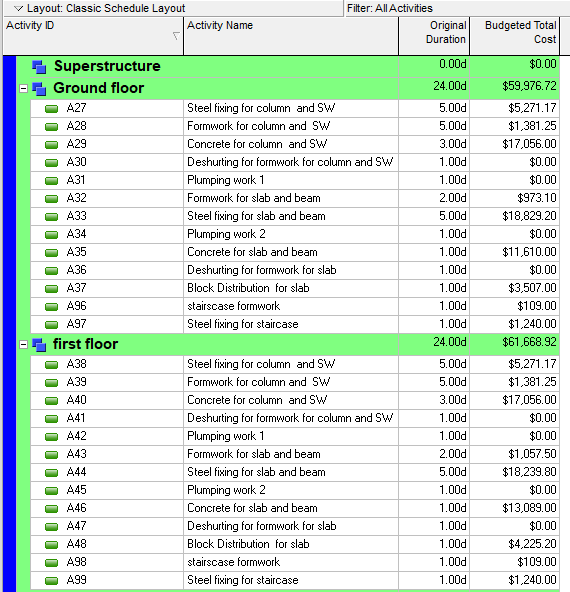 Layout: Classic Schedule Layout Filter: All Activities
Activity ID Activity Name Original Duration Budgeted Total Cost
Superstructure 0.00d $0.00
Ground floor 24.00d $59,976.72
A27 Steel fixing for column and SW 5.00d $5,271.17
A28 Formwork for column and SW 5.00d $1,381.25
A29 Concrete for column and SW 3.00d $17,056.00
A30 Deshurting for formwork for column and SW 1.00d $0.00
A31 Plumping work 1 1.00d $0.00
A32 Formwork for slab and beam 2.00d $973.10
A33 Steel fixing for slab and beam 5.00d $18,829.20
A34 Plumping work 2 1.00d $0.00
A35 Concrete for slab and beam 1.00d $11,610.00
A36 Deshurting for formwork for slab 1.00d $0.00
A37 Block Distribution for slab 1.00d $3,507.00
A96 stairscase formwork 1.00d $109.00
A97 Steel fixing for staircase 1.00d $1,240.00
first floor 24.00d $61,668.92
A38 Steel fixing for column and SW 5.00d $5,271.17
A39 Formwork for column and SW 5.00d $1,381.25
A40 Concrete for column and SW 3.00d $17,056.00
A41 Deshurting for formwork for column and SW 1.00d $0.00
A42 Plumping work 1 1.00d $0.00
A43 Formwork for slab and beam 2.00d $1,057.50
A44 Steel fixing for slab and beam 5.00d $18,239.80
A45 Plumping work 2 1.00d $0.00
A46 Concrete for slab and beam 1.00d $13,089.00
A47 Deshurting for formwork for slab 1.00d $0.00
A48 Block Distribution for slab 1.00d $4,225.20
A98 stairscase formwork 1.00d $109.00
A99 Steel fixing for staircase 1.00d $1,240.00